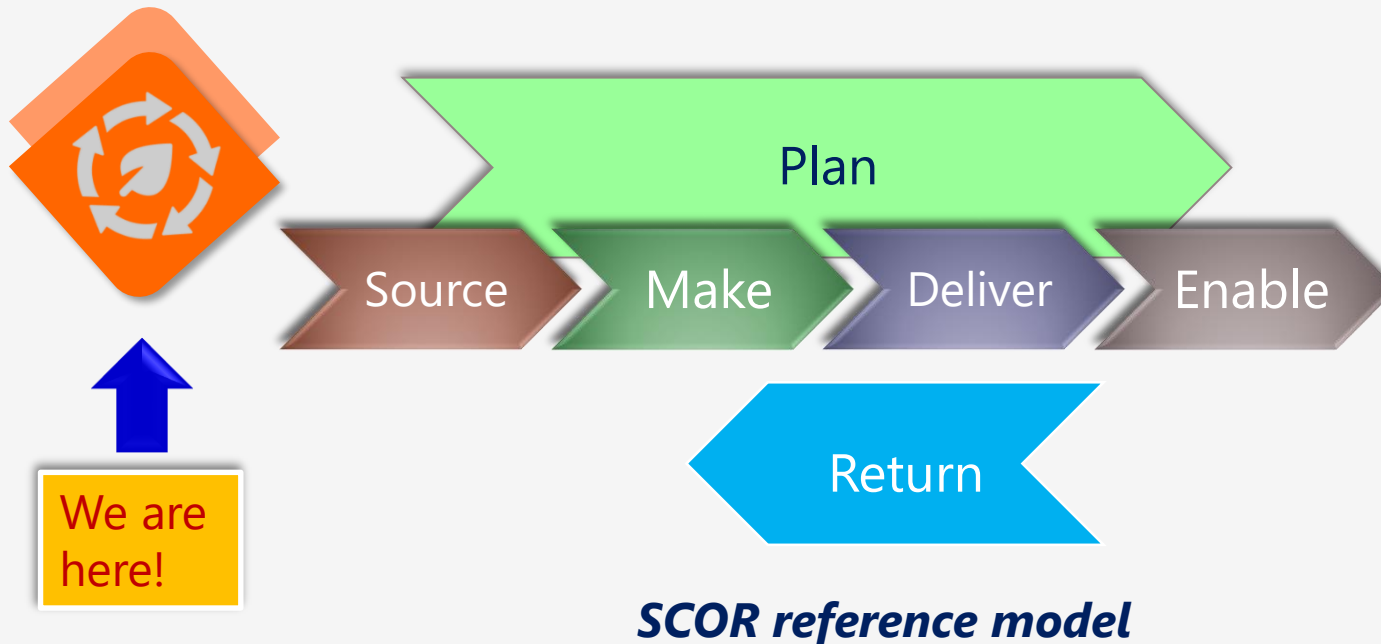 Plan
Source
Make
Deliver
Enable
Return
We are
here!
SCOR reference model